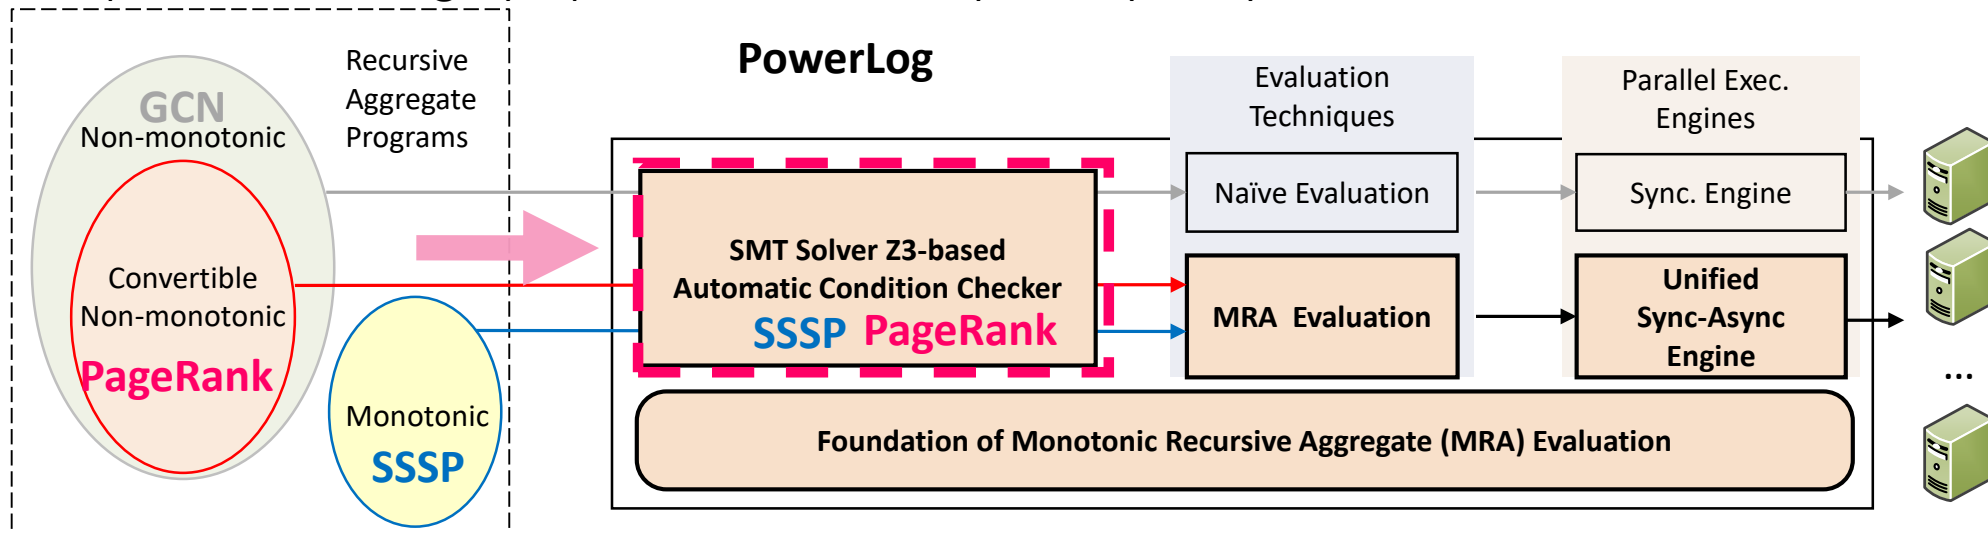 PowerLog
Recursive
Aggregate
Programs
GCN
Non-monotonic
Convertible
Non-monotonic
PageRank
Monotonic
SSSP
SMT Solver Z3-based
Automatic Condition Checker
SSSP PageRank
Evaluation
Techniques
Naïve Evaluation
MRA Evaluation
Parallel Exec.
Engines
Sync. Engine
Unified
Sync-Async
Engine
...
Foundation of Monotonic Recursive Aggregate (MRA) Evaluation